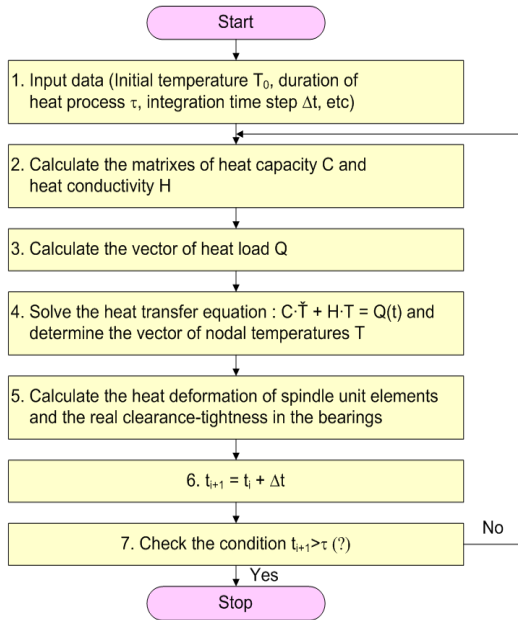 Start
1. Input data (Initial temperature T₀, duration of
heat process τ, integration time step Δt, etc)
2. Calculate the matrixes of heat capacity C and
heat conductivity H
3. Calculate the vector of heat load Q
4. Solve the heat transfer equation : C·Ť + H·T = Q(t) and
determine the vector of nodal temperatures T
5. Calculate the heat deformation of spindle unit elements
and the real clearance-tightness in the bearings
6. tᵢ₊₁ = tᵢ + Δt
7. Check the condition tᵢ₊₁>τ (?)
No
Yes
Stop